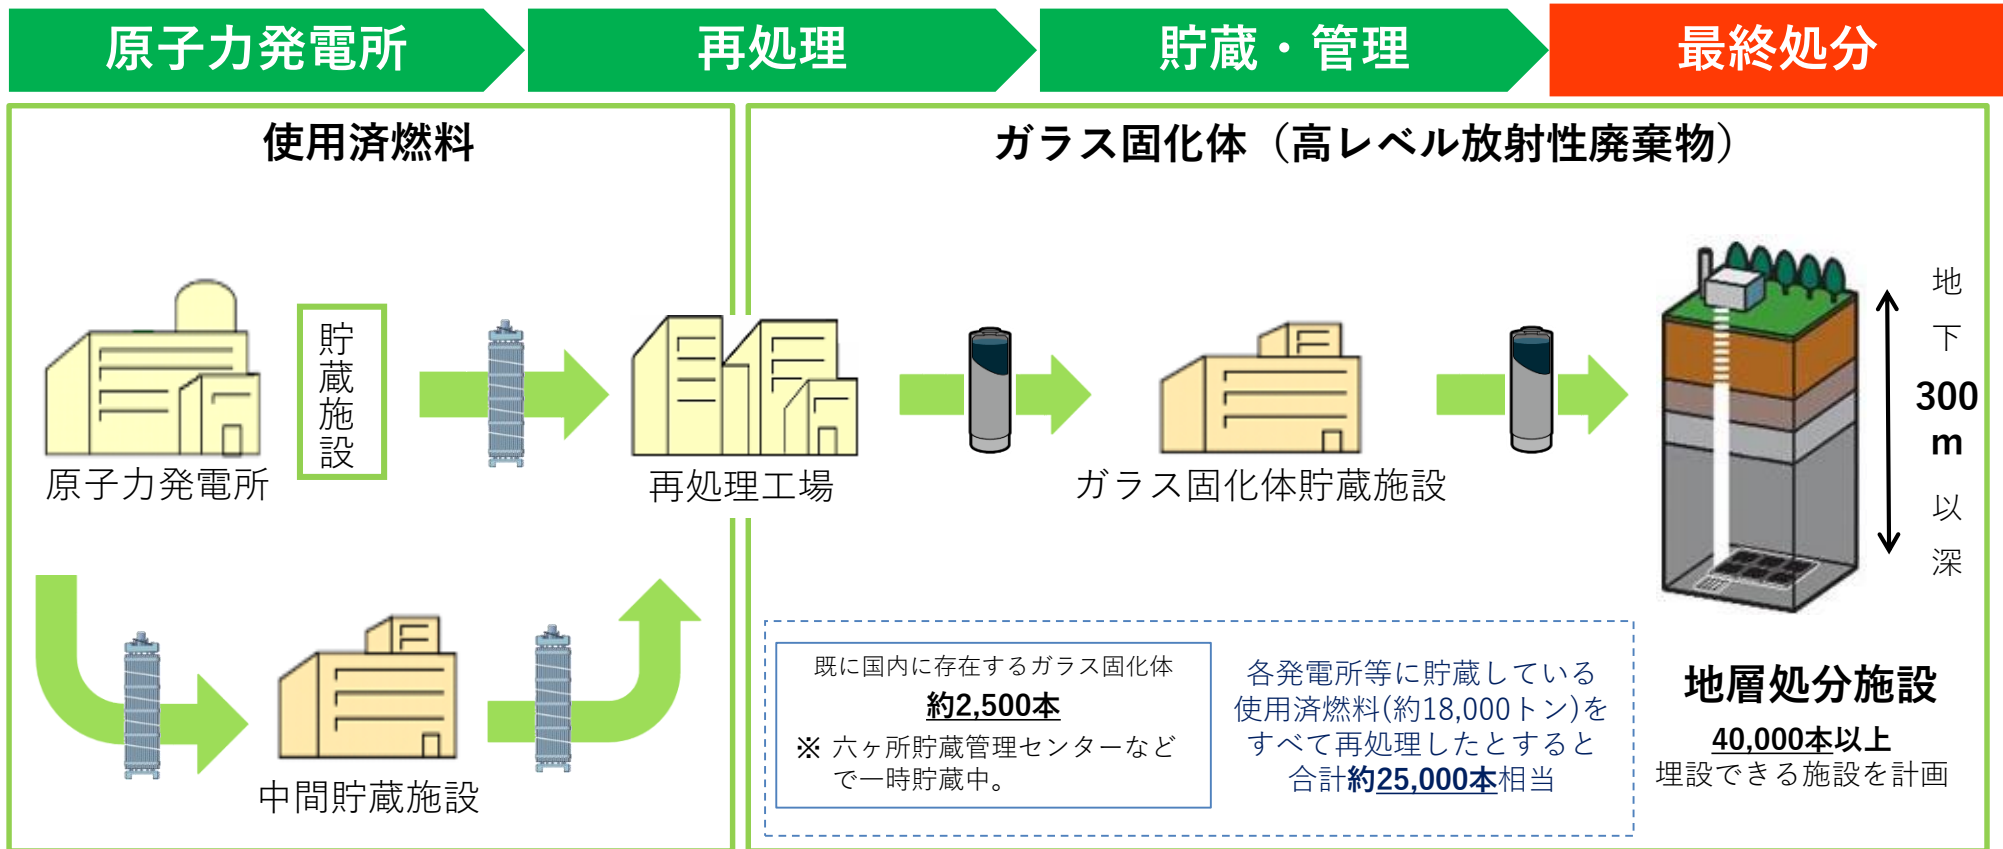 原子力発電所
再処理
貯蔵・管理
最終処分
使用済燃料
ガラス固化体（高レベル放射性廃棄物）
貯蔵施設
原子力発電所
再処理工場
ガラス固化体貯蔵施設
地下
300
m
以深
中間貯蔵施設
既に国内に存在するガラス固化体
約2,500本
※ 六ヶ所貯蔵管理センターなど
で一時貯蔵中。
各発電所等に貯蔵している
使用済燃料(約18,000トン)を
すべて再処理したとすると
合計約25,000本相当
地層処分施設
40,000本以上
埋設できる施設を計画